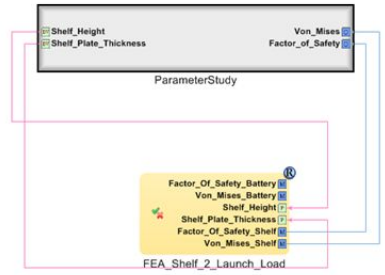 Shelf_Height
Von_Mises
Shelf_Plate_Thickness
Factor_of_Safety
ParameterStudy
R
Factor_Of_Safety_Battery
Von_Mises_Battery
Shelf_Height
Shelf_Plate_Thickness
Factor_Of_Safety_Shelf
Von_Mises_Shelf
FEA_Shelf_2_Launch_Load